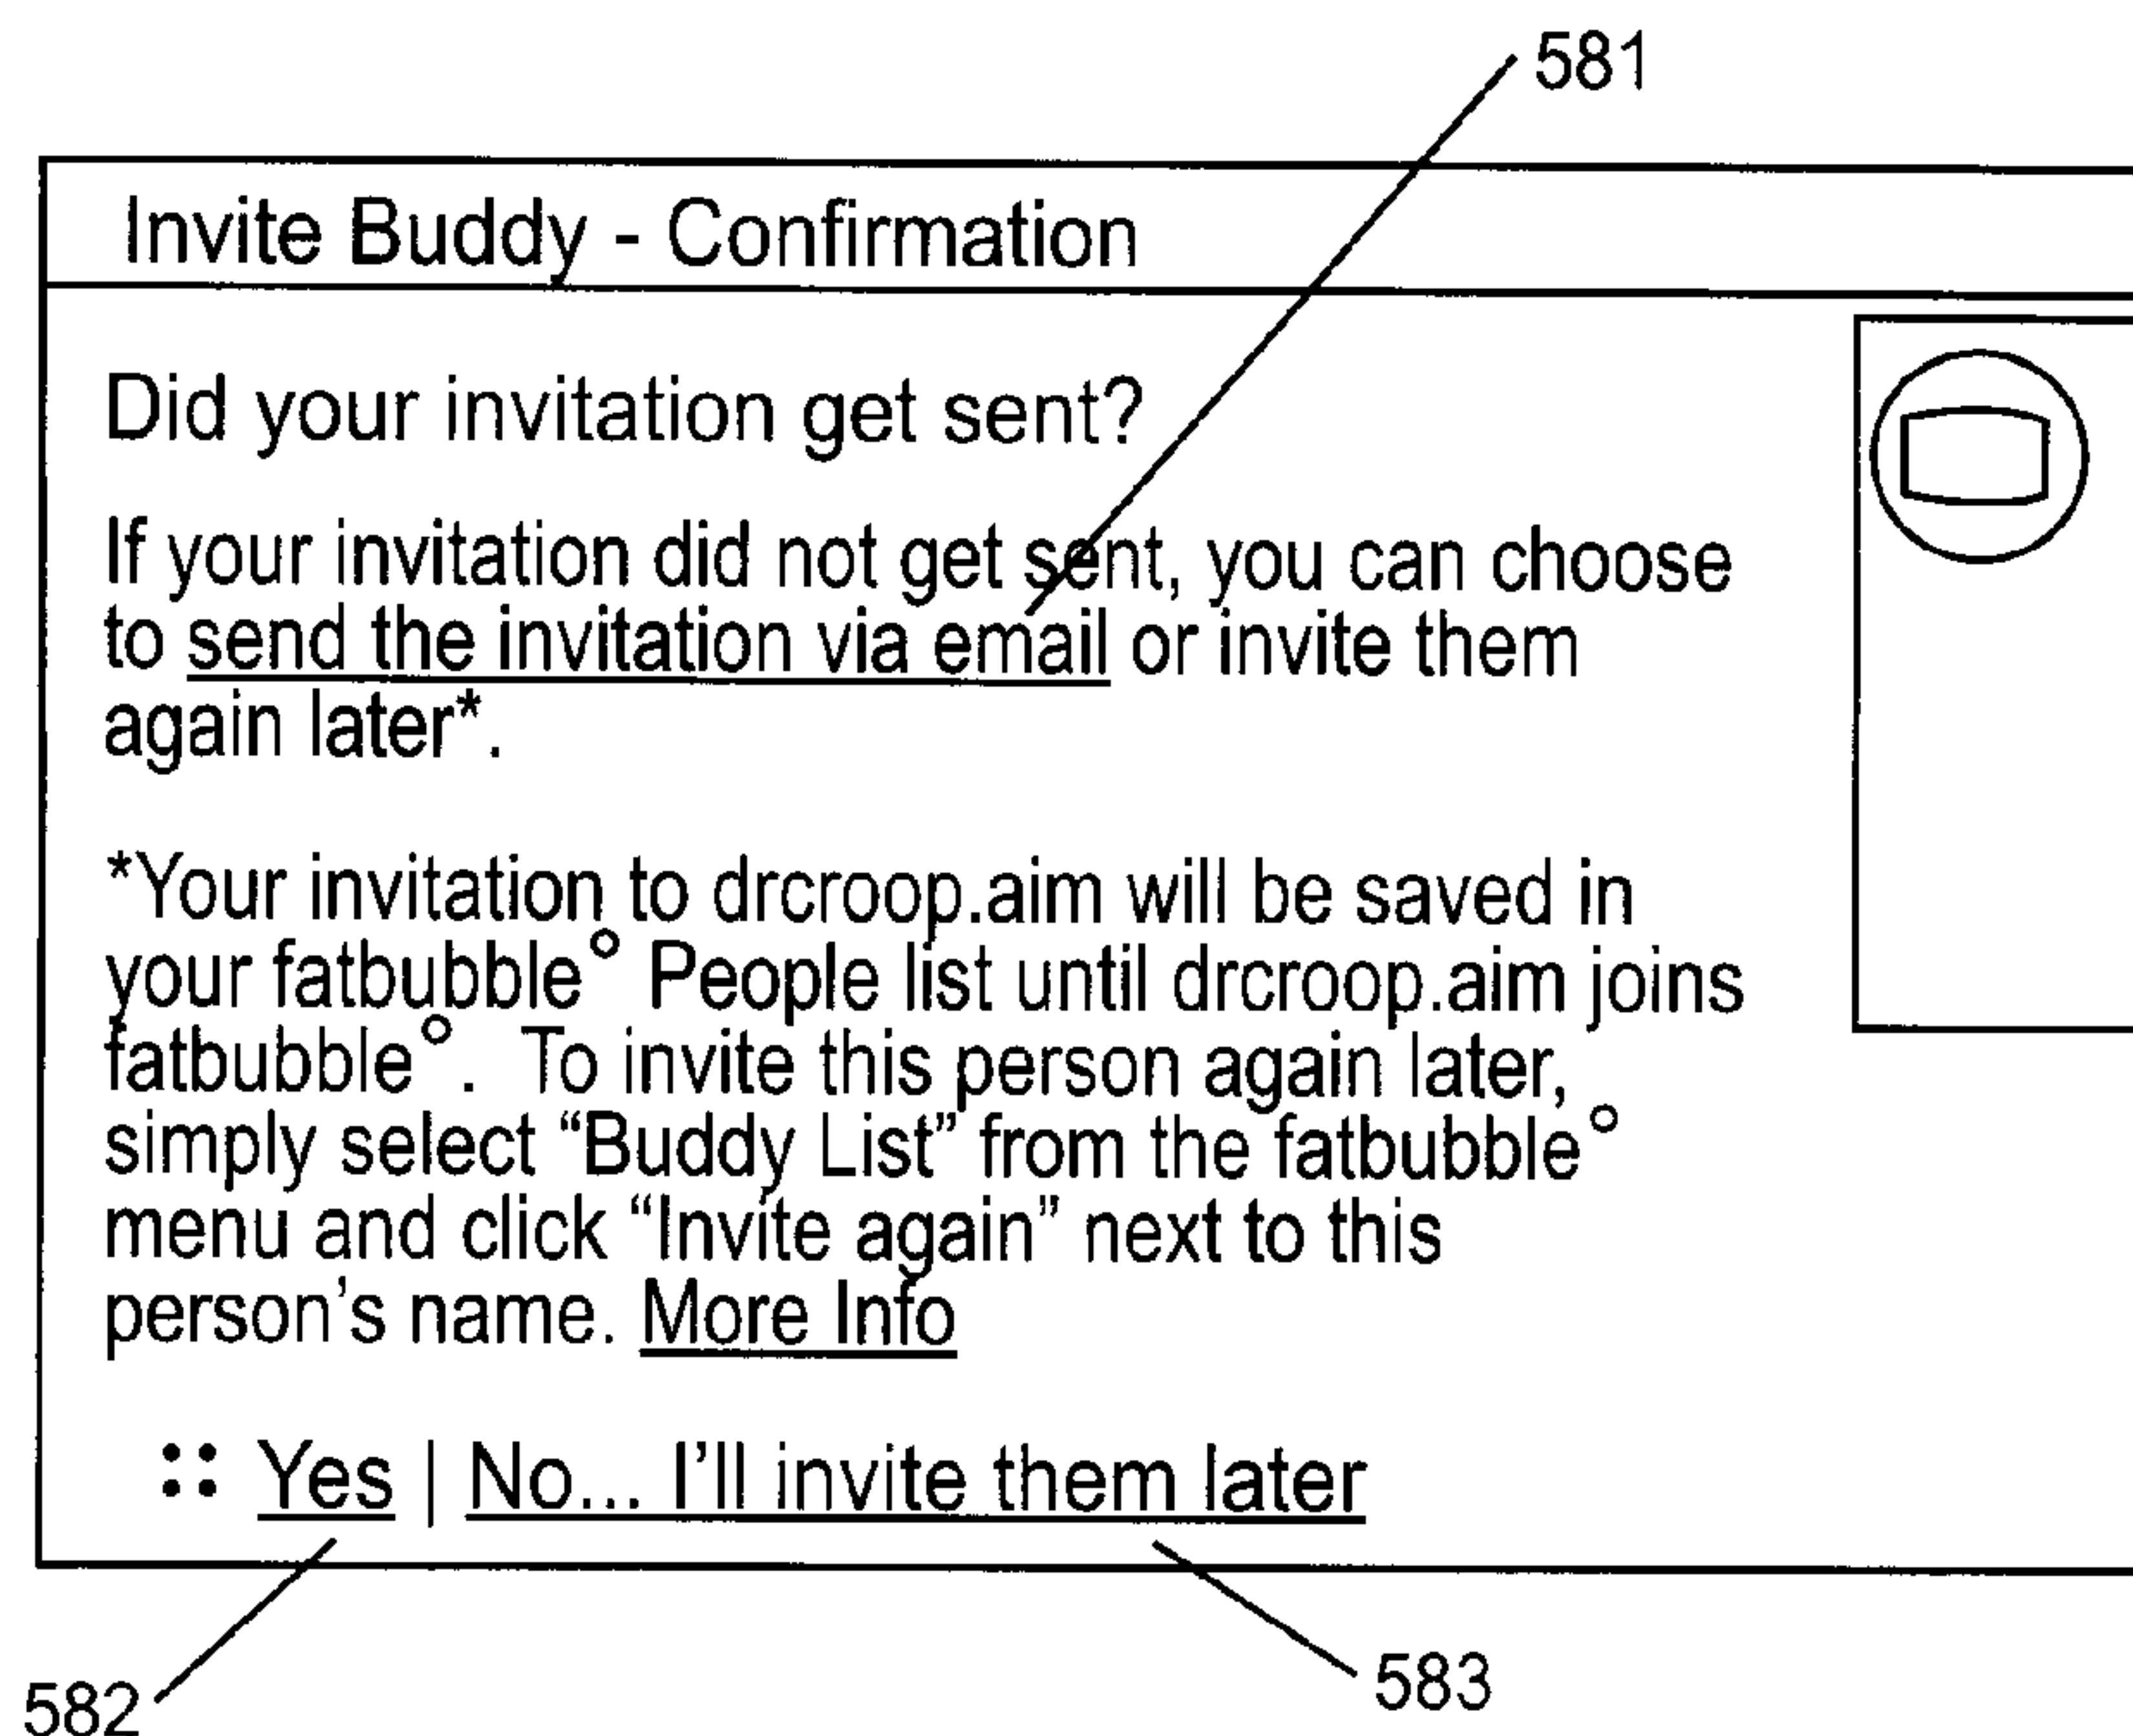 581
Invite Buddy - Confirmation
Did your invitation get sent?
If your invitation did not get sent, you can choose
to send the invitation via email or invite them
again later*.
*Your invitation to drcroop.aim will be saved in
your fatbubble° People list until drcroop.aim joins
fatbubble°. To invite this person again later,
simply select “Buddy List” from the fatbubble°
menu and click “Invite again” next to this
person’s name. More Info
Yes | No... I’ll invite them later
582
583